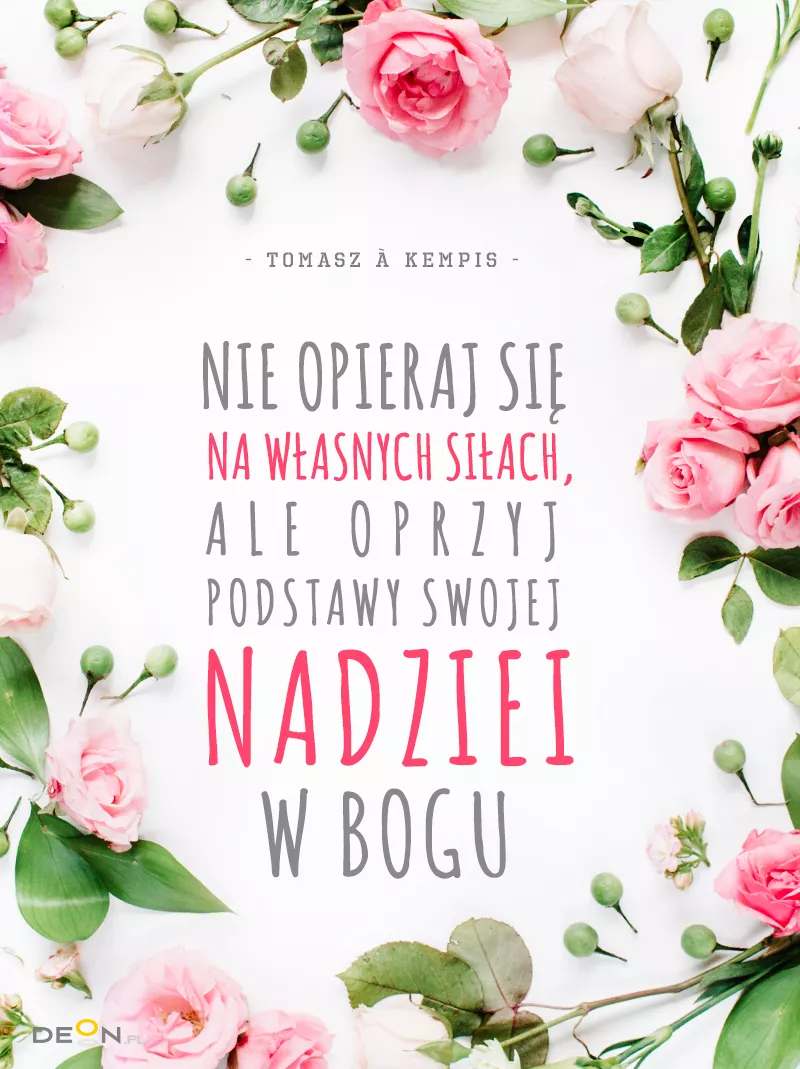 - TOMASZ À KEMPIS -
NIE OPIERAJ SIĘ
NA WŁASNYCH SIŁACH,
ALE OPRZYJ
PODSTAWY SWOJEJ
NADZIEI
W BOGU
DEON.PL